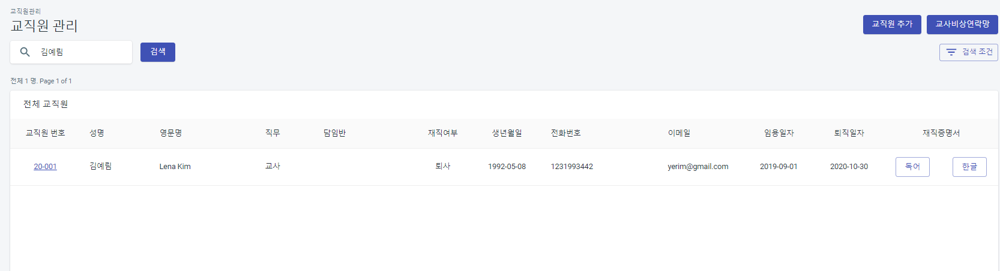 교직원관리
교직원 관리
교직원 추가 교사비상연락망
김예림 검색 검색 조건
전체 1 명. Page 1 of 1
전체 교직원
교직원 번호 성명 영문명 직무 담임반 재직여부 생년월일 전화번호 이메일 임용일자 퇴직일자 재직증명서
20-001 김예림 Lena Kim 교사 퇴사 1992-05-08 1231993442 yerim@gmail.com 2019-09-01 2020-10-30 독어 한글